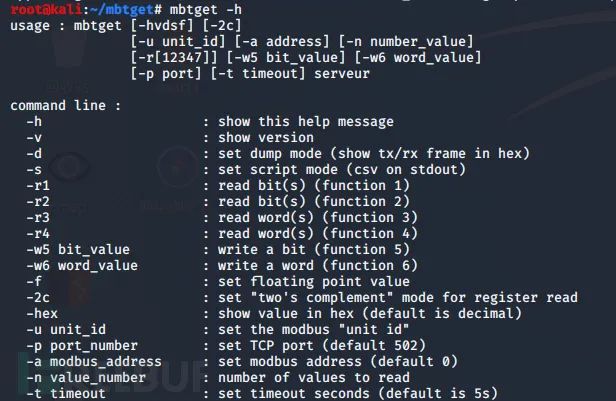 root@kali:~/mbtget# mbtget -h
usage : mbtget [-hvdsf] [-2c]
               [-u unit_id] [-a address] [-n number_value]
               [-r[12347]] [-w5 bit_value] [-w6 word_value]
               [-p port] [-t timeout] serveur

command line :
  -h                    : show this help message
  -v                    : show version
  -d                    : set dump mode (show tx/rx frame in hex)
  -s                    : set script mode (csv on stdout)
  -r1                   : read bit(s) (function 1)
  -r2                   : read bit(s) (function 2)
  -r3                   : read word(s) (function 3)
  -r4                   : read word(s) (function 4)
  -w5 bit_value         : write a bit (function 5)
  -w6 word_value        : write a word (function 6)
  -f                    : set floating point value
  -2c                   : set "two's complement" mode for register read
  -hex                  : show value in hex (default is decimal)
  -u unit_id            : set the modbus "unit id"
  -p port_number        : set TCP port (default 502)
  -a modbus_address     : set modbus address (default 0)
  -n value_number       : number of values to read
  -t timeout            : set timeout seconds (default is 5s)